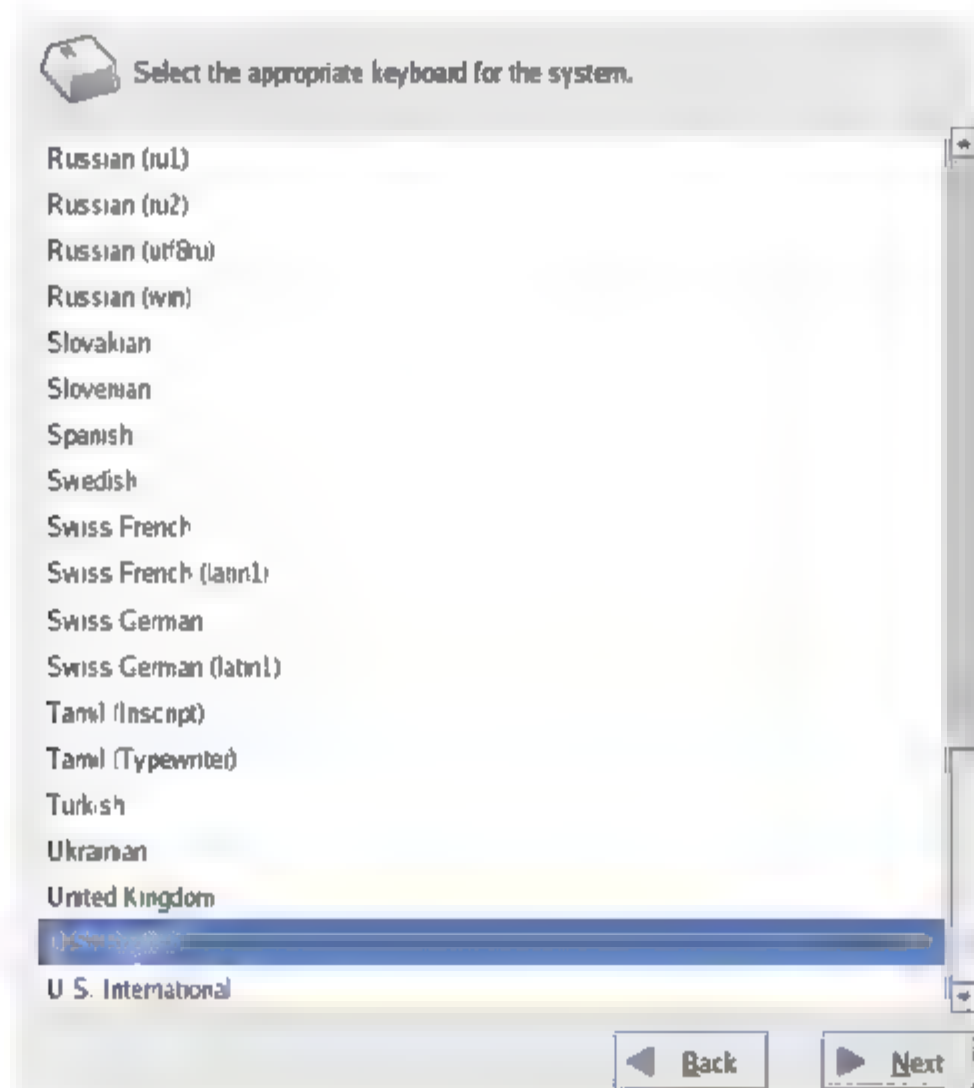 Select the appropriate keyboard for the system.
Russian (ru1)
Russian (ru2)
Russian (utf8ru)
Russian (win)
Slovakian
Slovenian
Spanish
Swedish
Swiss French
Swiss French (latin1)
Swiss German
Swiss German (latin1)
Tamil (Inscript)
Tamil (Typewriter)
Turkish
Ukrainian
United Kingdom
U.S. International
Back
Next